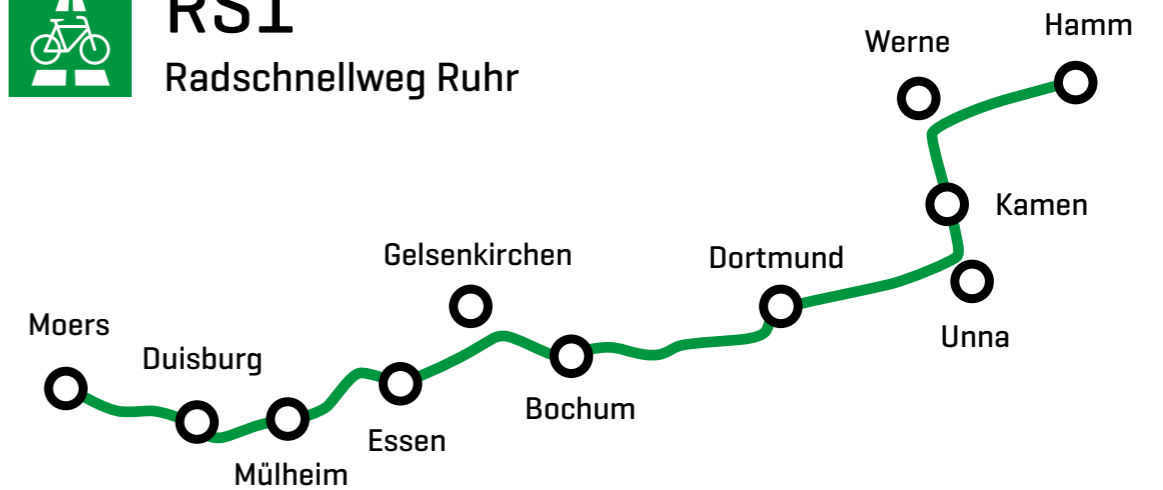 RS1
Radschnellweg Ruhr
Hamm
Werne
Kamen
Gelsenkirchen
Dortmund
Moers
Unna
Duisburg
Bochum
Essen
Mülheim